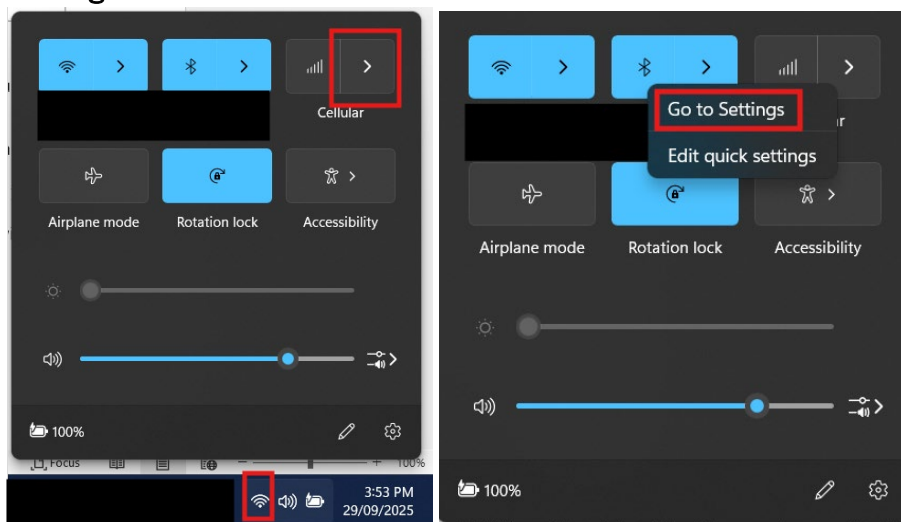 Cellular
Airplane mode
Rotation lock
Accessibility
100%
Focus
100%
3:53 PM
29/09/2025
Go to Settings
Edit quick settings
r
Airplane mode
Rotation lock
Accessibility
100%